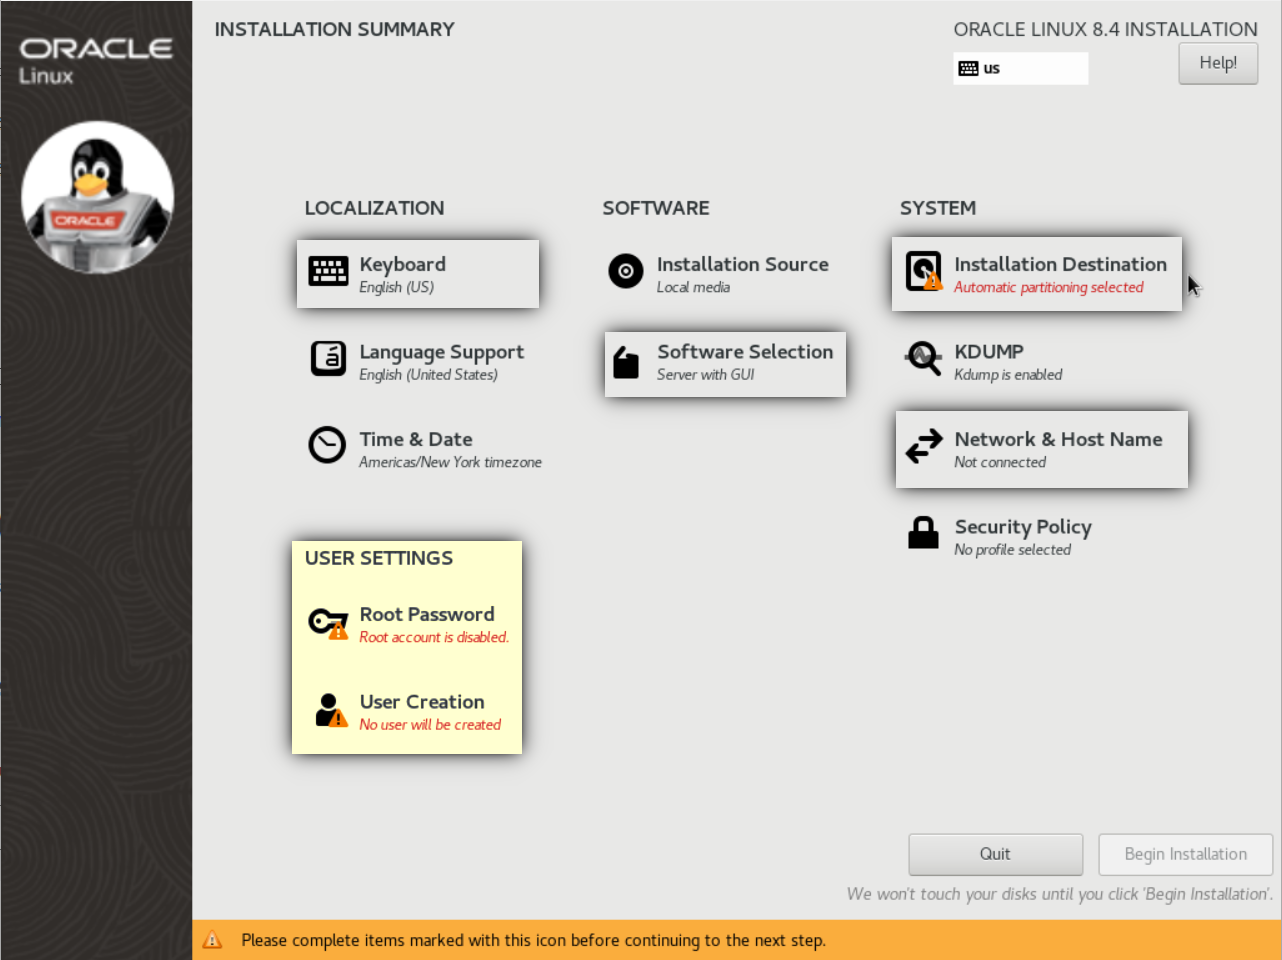 ORACLE
Linux
ORACLE
INSTALLATION SUMMARY
ORACLE LINUX 8.4 INSTALLATION
us
Help!
LOCALIZATION
Keyboard
English (US)
Language Support
English (United States)
Time & Date
Americas/New York timezone
SOFTWARE
Installation Source
Local media
Software Selection
Server with GUI
SYSTEM
Installation Destination
Automatic partitioning selected
KDUMP
Kdump is enabled
Network & Host Name
Not connected
Security Policy
No profile selected
USER SETTINGS
Root Password
Root account is disabled.
User Creation
No user will be created
Quit
Begin Installation
We won't touch your disks until you click 'Begin Installation'.
Please complete items marked with this icon before continuing to the next step.